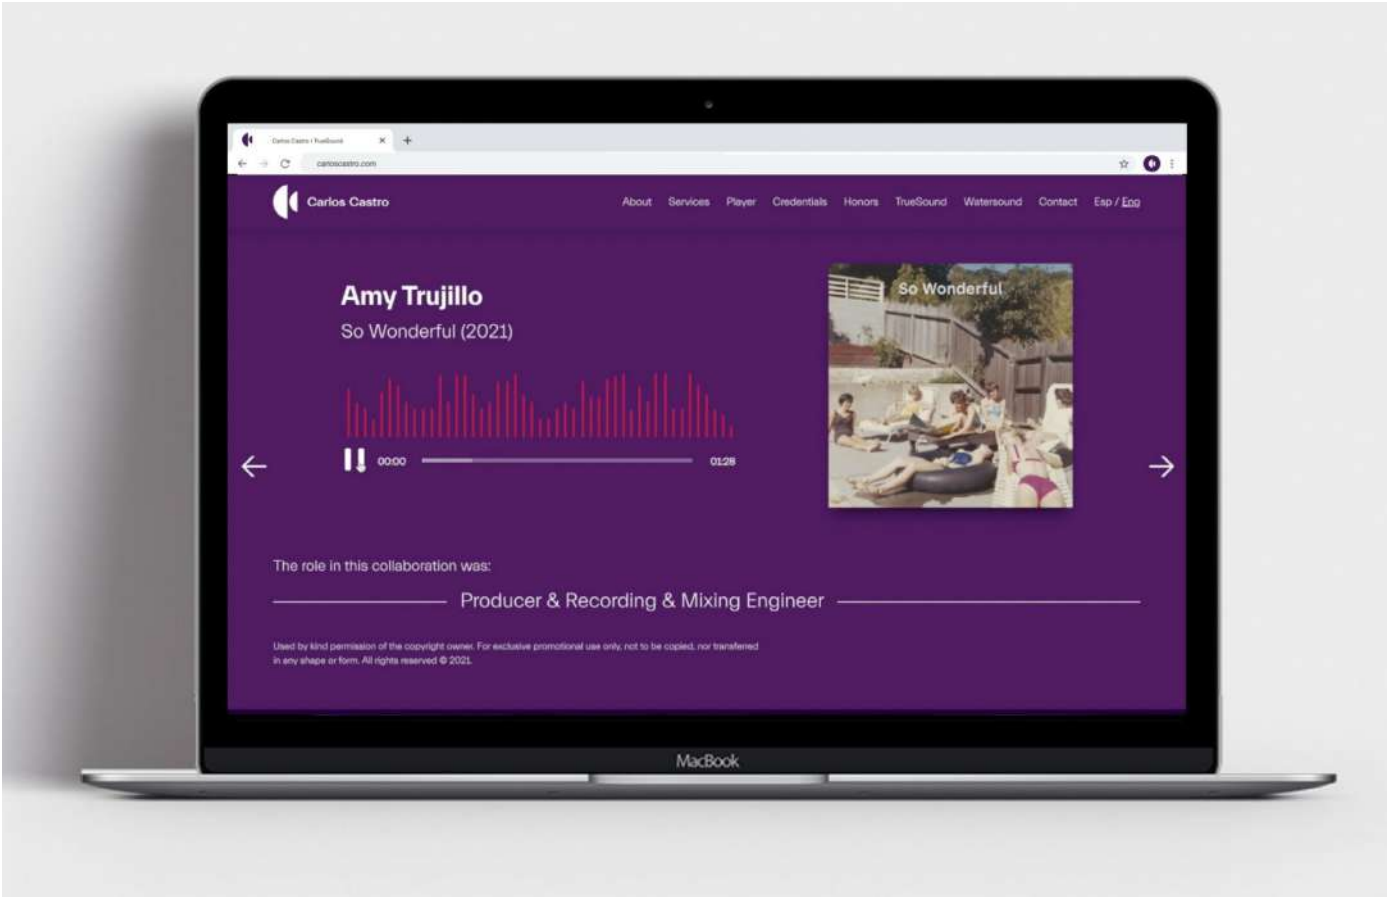 Carlos Castro | TrueSound
carloscastro.com
Carlos Castro
About Services Player Credentials Honors TrueSound Watersound Contact Esp / Eng
Amy Trujillo
So Wonderful (2021)
So Wonderful
00:00
01:28
The role in this collaboration was:
Producer & Recording & Mixing Engineer
Used by kind permission of the copyright owner. For exclusive promotional use only, not to be copied, nor transferred
in any shape or form. All rights reserved © 2021.
MacBook